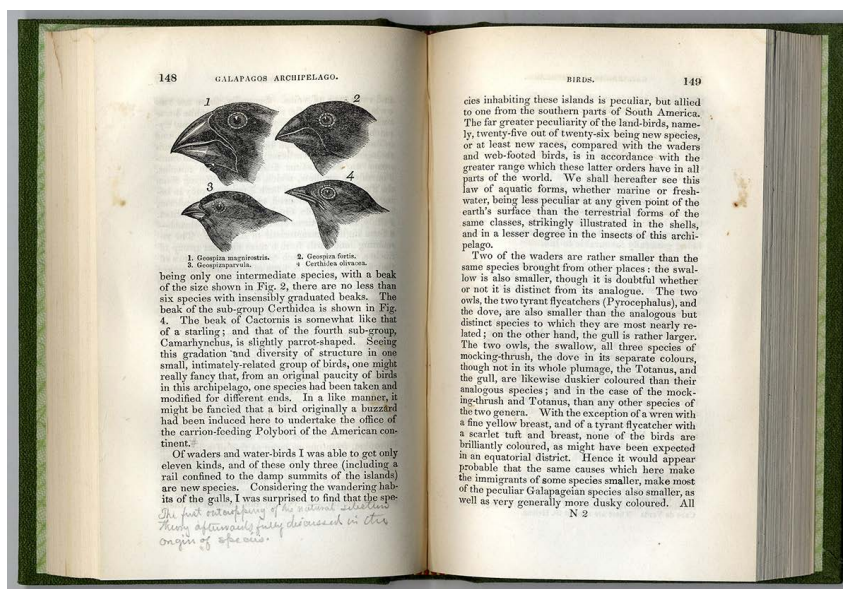 148 GALAPAGOS ARCHIPELAGO.
1 2
3 4
1. Geospiza magnirostris. 2. Geospiza fortis.
3. Geospiza parvula. 4 Certhidea olivacea.
being only one intermediate species, with a beak
of the size shown in Fig. 2, there are no less than
six species with insensibly graduated beaks. The
beak of the sub-group Certhidea is shown in Fig.
4. The beak of Cactornis is somewhat like that
of a starling; and that of the fourth sub-group,
Camarhynchus, is slightly parrot-shaped. Seeing
this gradation and diversity of structure in one
small, intimately-related group of birds, one might
really fancy that, from an original paucity of birds
in this archipelago, one species had been taken and
modified for different ends. In a like manner, it
might be fancied that a bird originally a buzzard
had been induced here to undertake the office of
the carrion-feeding Polybori of the American con-
tinent.
Of waders and water-birds I was able to get only
eleven kinds, and of these only three (including a
rail confined to the damp summits of the islands)
are new species. Considering the wandering hab-
its of the gulls, I was surprised to find that the spe-
The first outcropping of the natural selection
theory afterwards fully discussed in the
origin of species.
BIRDS. 149
cies inhabiting these islands is peculiar, but allied
to one from the southern parts of South America.
The far greater peculiarity of the land-birds, name-
ly, twenty-five out of twenty-six being new species,
or at least new races, compared with the waders
and web-footed birds, is in accordance with the
greater range which these latter orders have in all
parts of the world. We shall hereafter see this
law of aquatic forms, whether marine or fresh-
water, being less peculiar at any given point of the
earth's surface than the terrestrial forms of the
same classes, strikingly illustrated in the shells,
and in a lesser degree in the insects of this archi-
pelago.
Two of the waders are rather smaller than the
same species brought from other places: the swal-
low is also smaller, though it is doubtful whether
or not it is distinct from its analogue. The two
owls, the two tyrant flycatchers (Pyrocephalus), and
the dove, are also smaller than the analogous but
distinct species to which they are most nearly re-
lated; on the other hand, the gull is rather larger.
The two owls, the swallow, all three species of
mocking-thrush, the dove in its separate colours,
though not in its whole plumage, the Totanus, and
the gull, are likewise duskier coloured than their
analogous species; and in the case of the mock-
ing-thrush and Totanus, than any other species of
the two genera. With the exception of a wren with
a fine yellow breast, and of a tyrant flycatcher with
a scarlet tuft and breast, none of the birds are
brilliantly coloured, as might have been expected
in an equatorial district. Hence it would appear
probable that the same causes which here make
the immigrants of some species smaller, make most
of the peculiar Galapageian species also smaller, as
well as very generally more dusky coloured. All
N 2